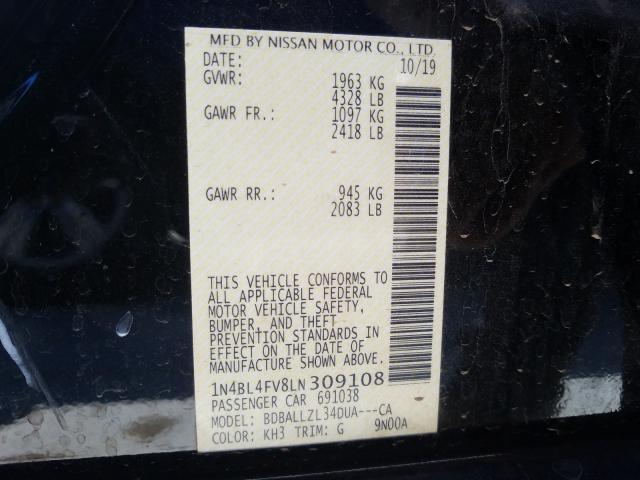 MFD BY NISSAN MOTOR CO., LTD.
DATE: 10/19
GVWR: 1963 KG
4328 LB
GAWR FR.: 1097 KG
2418 LB
GAWR RR.: 945 KG
2083 LB
THIS VEHICLE CONFORMS TO
ALL APPLICABLE FEDERAL
MOTOR VEHICLE SAFETY,
BUMPER, AND THEFT
PREVENTION STANDARDS IN
EFFECT ON THE DATE OF
MANUFACTURE SHOWN ABOVE.
1N4BL4FV8LN309108
PASSENGER CAR 691038
MODEL: BDBALLZL34DUA---CA
COLOR: KH3 TRIM: G 9N00A